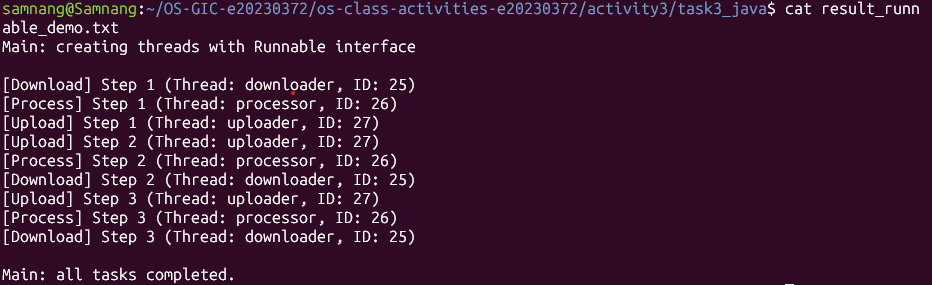 samnang@Samnang:~/OS-GIC-e20230372/os-class-activities-e20230372/activity3/task3_java$ cat result_runn
able_demo.txt
Main: creating threads with Runnable interface
[Download] Step 1 (Thread: downloader, ID: 25)
[Process] Step 1 (Thread: processor, ID: 26)
[Upload] Step 1 (Thread: uploader, ID: 27)
[Upload] Step 2 (Thread: uploader, ID: 27)
[Process] Step 2 (Thread: processor, ID: 26)
[Download] Step 2 (Thread: downloader, ID: 25)
[Upload] Step 3 (Thread: uploader, ID: 27)
[Process] Step 3 (Thread: processor, ID: 26)
[Download] Step 3 (Thread: downloader, ID: 25)
Main: all tasks completed.